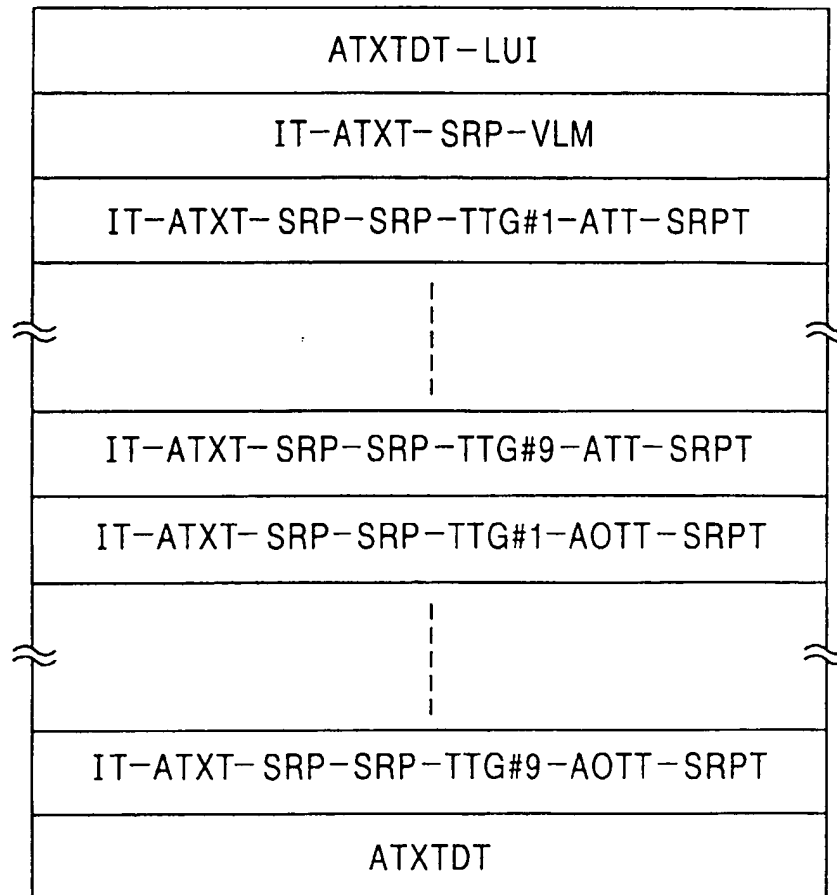 ATXTDT-LUI
IT-ATXT-SRP-VLM
IT-ATXT-SRP-SRP-TTG#1-ATT-SRPT
IT-ATXT-SRP-SRP-TTG#9-ATT-SRPT
IT-ATXT-SRP-SRP-TTG#1-AOTT-SRPT
IT-ATXT-SRP-SRP-TTG#9-AOTT-SRPT
ATXTDT